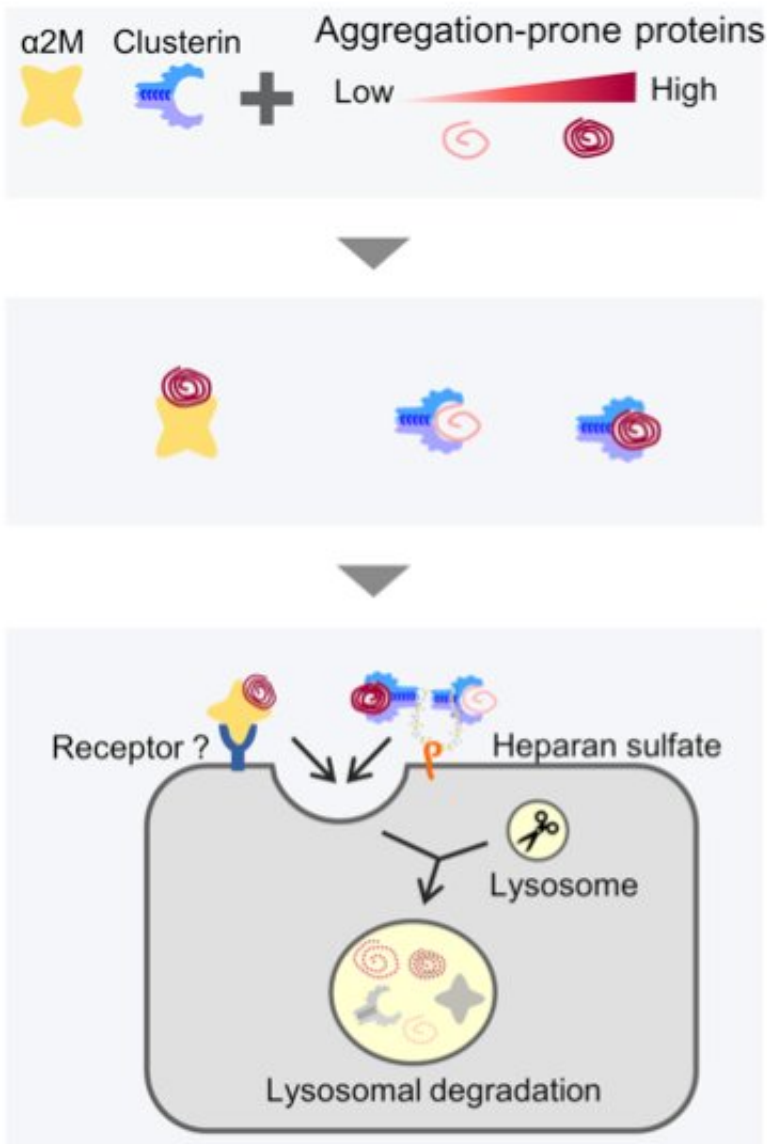 α2M Clusterin
Aggregation-prone proteins
Low High
Receptor ?
Heparan sulfate
Lysosome
Lysosomal degradation